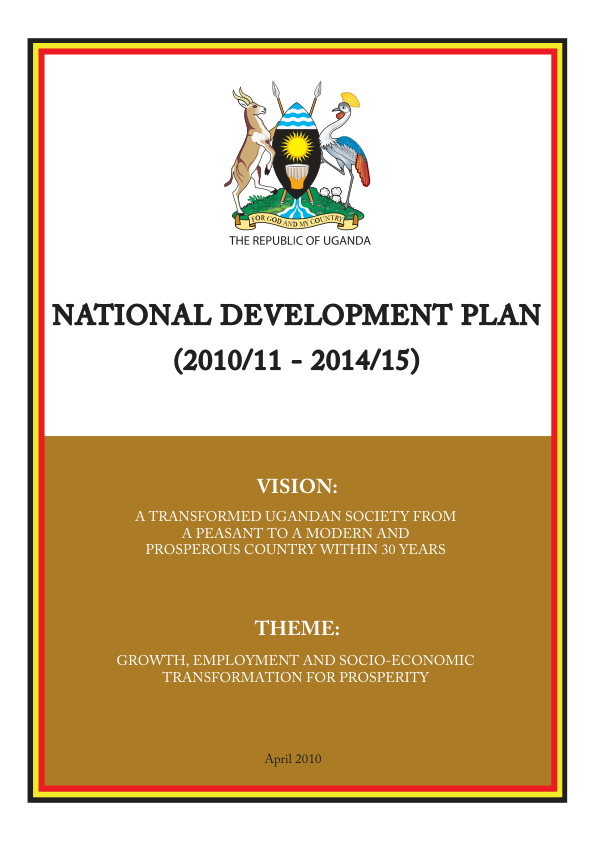 FOR GOD AND MY COUNTRY
THE REPUBLIC OF UGANDA
NATIONAL DEVELOPMENT PLAN
(2010/11 - 2014/15)
VISION:
A TRANSFORMED UGANDAN SOCIETY FROM
A PEASANT TO A MODERN AND
PROSPEROUS COUNTRY WITHIN 30 YEARS
THEME:
GROWTH, EMPLOYMENT AND SOCIO-ECONOMIC
TRANSFORMATION FOR PROSPERITY
April 2010